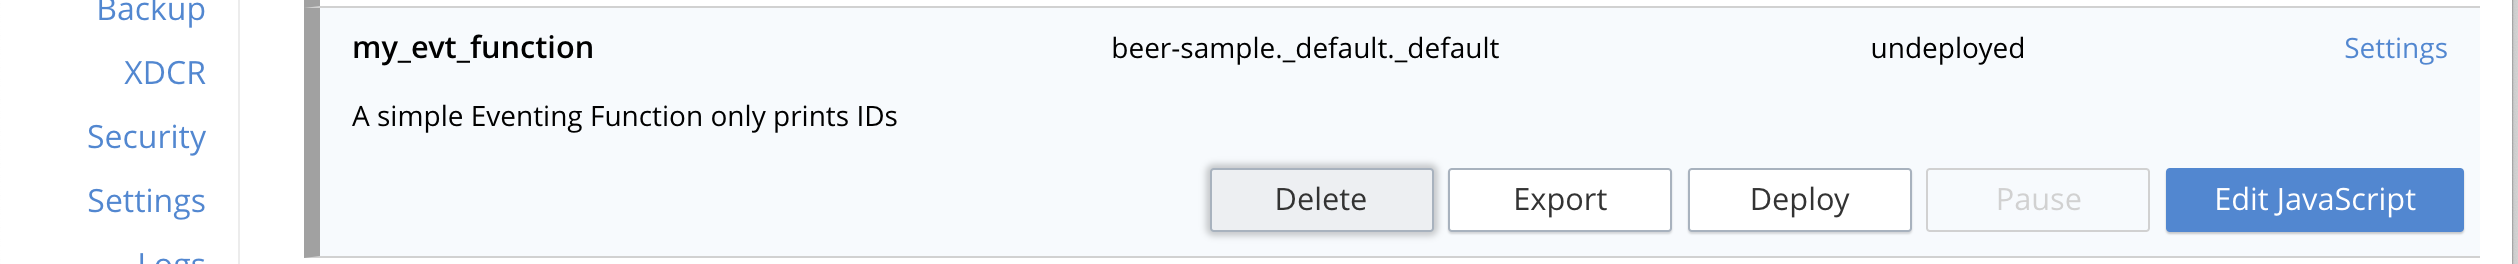 Backup
XDCR
Security
Settings
Logs
my_evt_function beer-sample._default._default undeployed Settings
A simple Eventing Function only prints IDs
Delete Export Deploy Pause Edit JavaScript